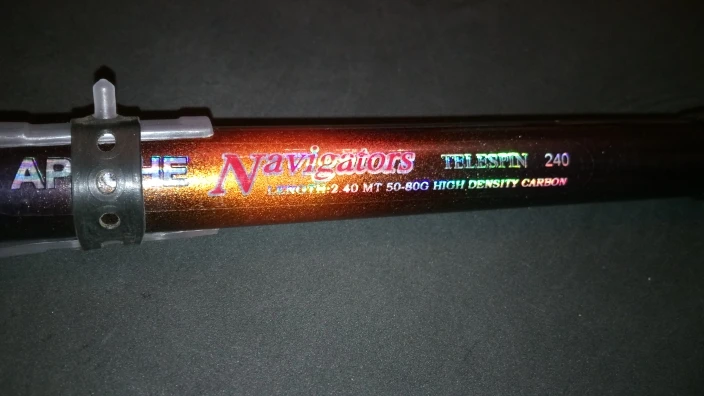 Navigators TELESPIN 240
LENGTH 2.40 MT 50-80G HIGH DENSITY CARBON